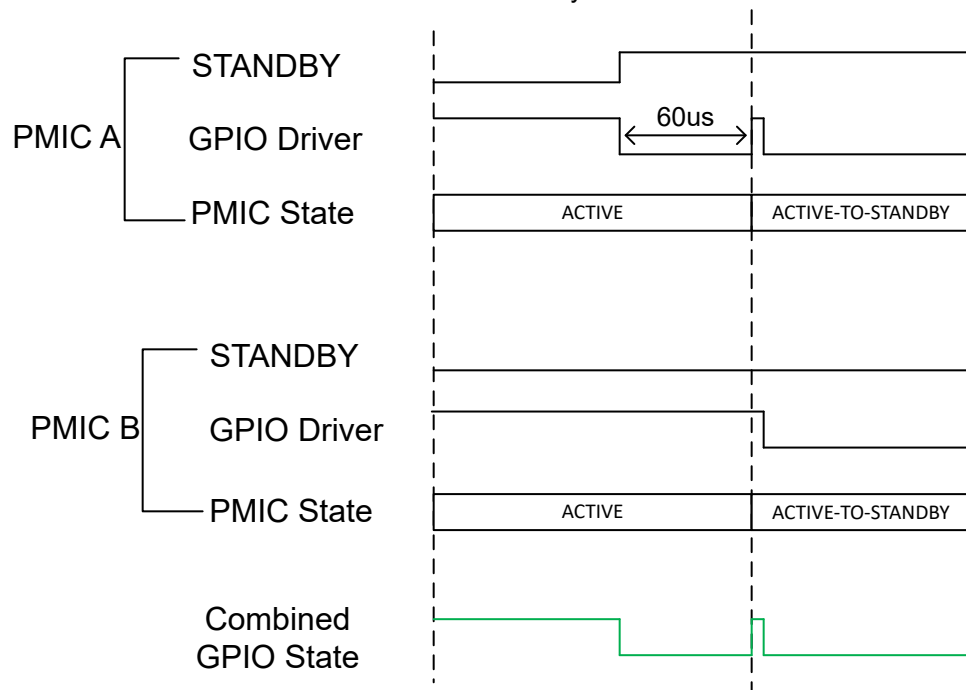 STANDBY
PMIC A
GPIO Driver
60us
PMIC State
ACTIVE
ACTIVE-TO-STANDBY
STANDBY
PMIC B
GPIO Driver
PMIC State
ACTIVE
ACTIVE-TO-STANDBY
Combined
GPIO State